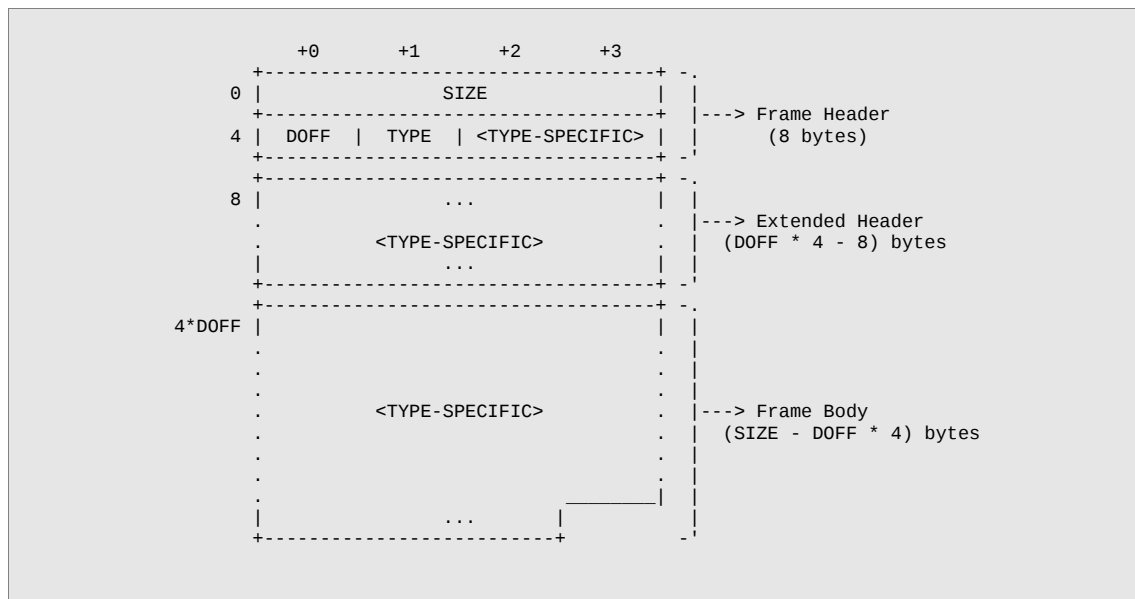 +0 +1 +2 +3
0 SIZE
---> Frame Header
4 | DOFF | TYPE | <TYPE-SPECIFIC> | (8 bytes)
8 ...
---> Extended Header
<TYPE-SPECIFIC> (DOFF * 4 - 8) bytes
...
4*DOFF
<TYPE-SPECIFIC> ---> Frame Body
(SIZE - DOFF * 4) bytes
...